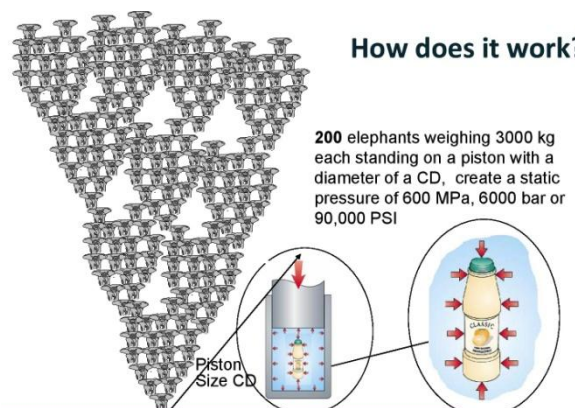 How does it work?
200 elephants weighing 3000 kg
each standing on a piston with a
diameter of a CD, create a static
pressure of 600 MPa, 6000 bar or
90,000 PSI
Piston
Size CD
CLASSIC